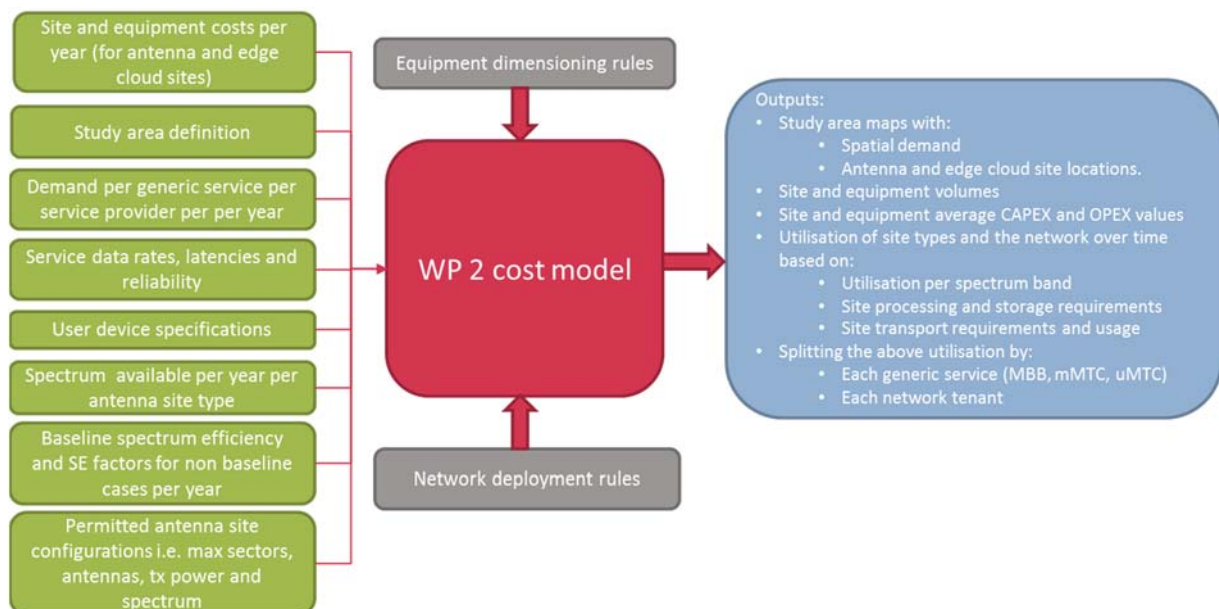 Site and equipment costs per
year (for antenna and edge
cloud sites)
Study area definition
Demand per generic service per
service provider per per year
Service data rates, latencies and
reliability
User device specifications
Spectrum available per year per
antenna site type
Baseline spectrum efficiency
and SE factors for non baseline
cases per year
Permitted antenna site
configurations i.e. max sectors,
antennas, tx power and
spectrum
Equipment dimensioning rules
WP 2 cost model
Network deployment rules
Outputs:
• Study area maps with:
• Spatial demand
• Antenna and edge cloud site locations.
• Site and equipment volumes
• Site and equipment average CAPEX and OPEX values
• Utilisation of site types and the network over time
based on:
• Utilisation per spectrum band
• Site processing and storage requirements
• Site transport requirements and usage
• Splitting the above utilisation by:
• Each generic service (MBB, mMTC, uMTC)
• Each network tenant